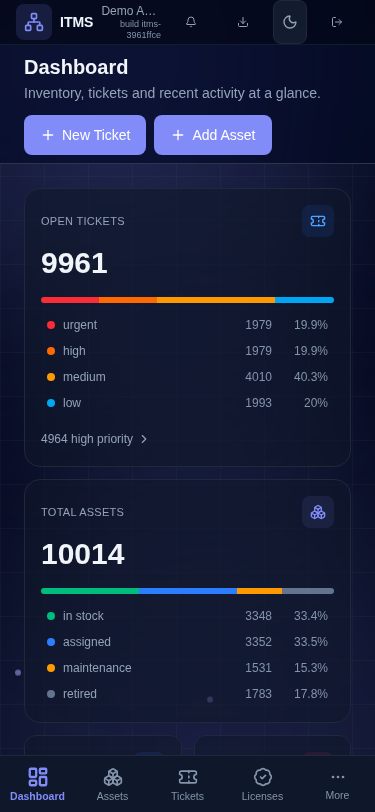 ITMS
Demo A...
build itms-
3961ffce
Dashboard
Inventory, tickets and recent activity at a glance.
New Ticket
Add Asset
OPEN TICKETS
9961
urgent 1979 19.9%
high 1979 19.9%
medium 4010 40.3%
low 1993 20%
4964 high priority
TOTAL ASSETS
10014
in stock 3348 33.4%
assigned 3352 33.5%
maintenance 1531 15.3%
retired 1783 17.8%
Dashboard Assets Tickets Licenses More